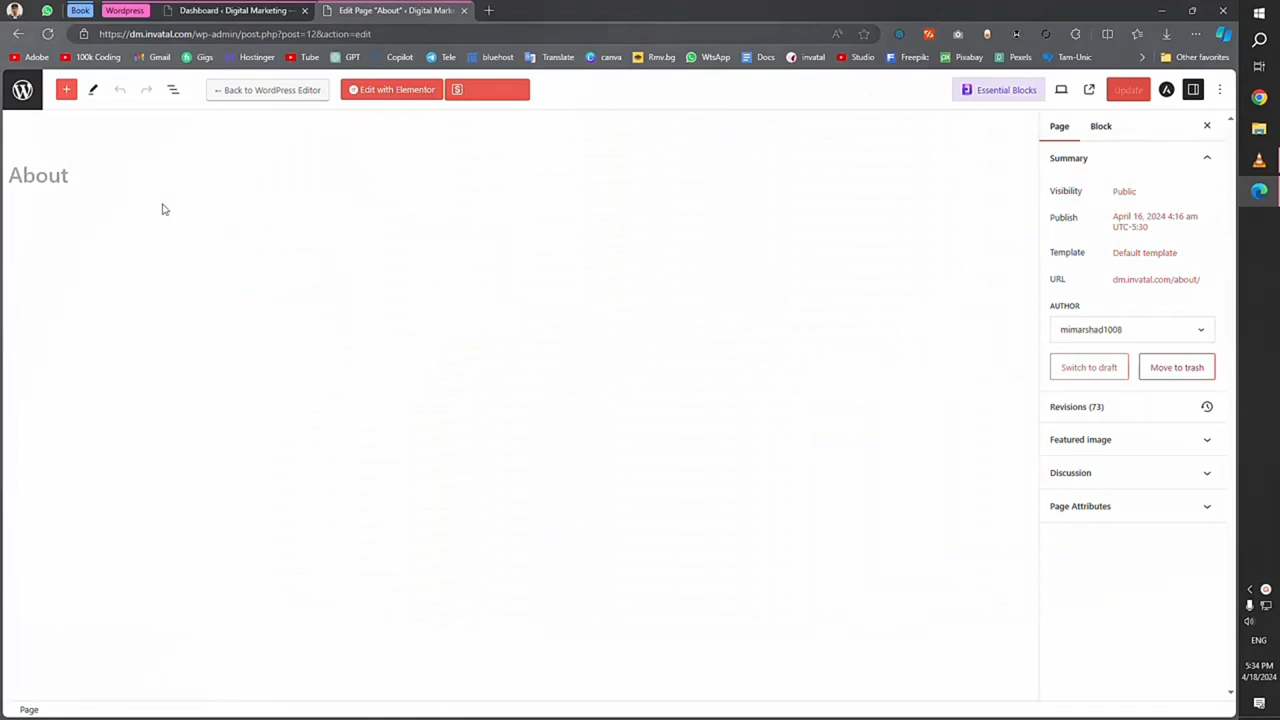 Book
Wordpress
Dashboard ‹ Digital Marketing —
Edit Page "About" ‹ Digital Mark
https://dm.invatal.com/wp-admin/post.php?post=12&action=edit
Adobe
100k Coding
Gmail
Gigs
Hostinger
Tube
GPT
Copilot
Tele
bluehost
Translate
canva
Rmv.bg
WtsApp
Docs
invatal
Studio
Freepik
Pixabay
Tam-Unic
Pexels
Other favorites
← Back to WordPress Editor
Edit with Elementor
Essential Blocks
Update
Page
Block
About
Summary
Visibility
Public
Publish
April 16, 2024 4:16 am
UTC-5:30
Template
Default template
URL
dm.invatal.com/about/
AUTHOR
mimarshad1008
Switch to draft
Move to trash
Revisions (73)
Featured image
Discussion
Page Attributes
ENG
5:34 PM
4/18/2024
Page